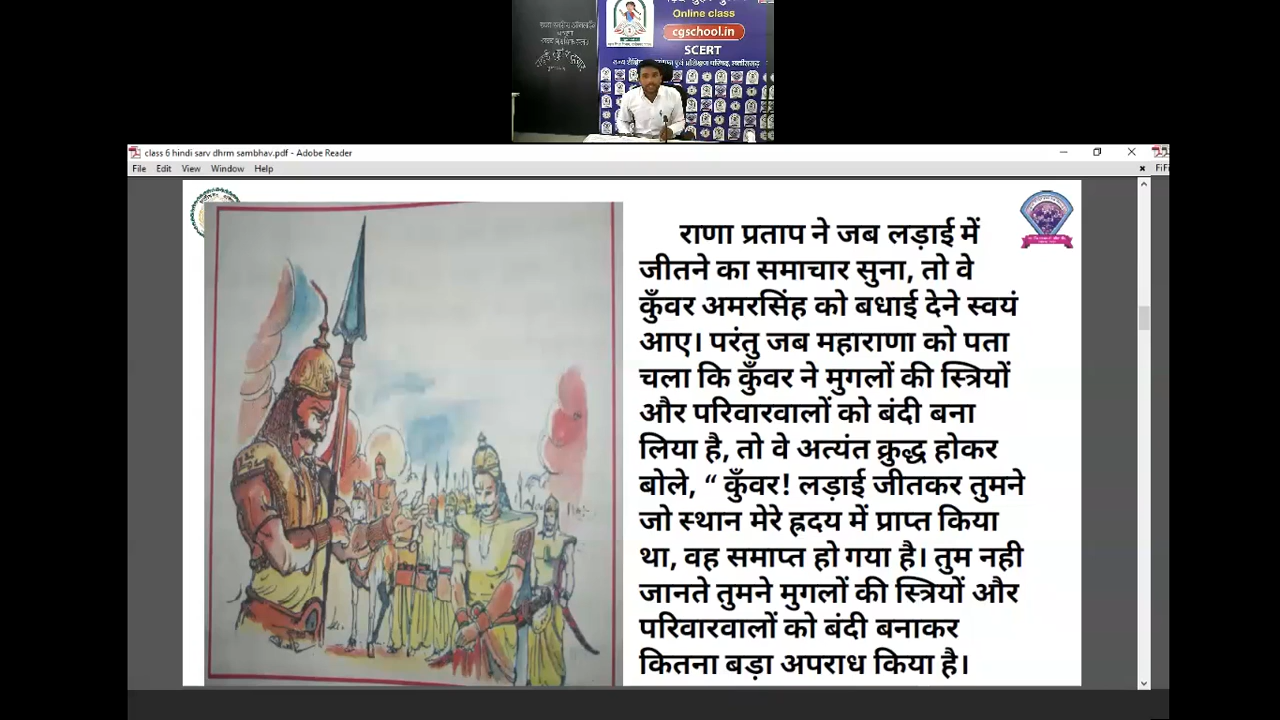 Online class
cgschool.in
SCERT
class 6 hindi sarv dhrm sambhav.pdf - Adobe Reader
File Edit View Window Help
राणा प्रताप ने जब लड़ाई में
जीतने का समाचार सुना, तो वे
कुँवर अमरसिंह को बधाई देने स्वयं
आए। परंतु जब महाराणा को पता
चला कि कुँवर ने मुगलों की स्त्रियों
और परिवारवालों को बंदी बना
लिया है, तो वे अत्यंत क्रुद्ध होकर
बोले, “ कुँवर! लड़ाई जीतकर तुमने
जो स्थान मेरे ह्रदय में प्राप्त किया
था, वह समाप्त हो गया है। तुम नही
जानते तुमने मुगलों की स्त्रियों और
परिवारवालों को बंदी बनाकर
कितना बड़ा अपराध किया है।